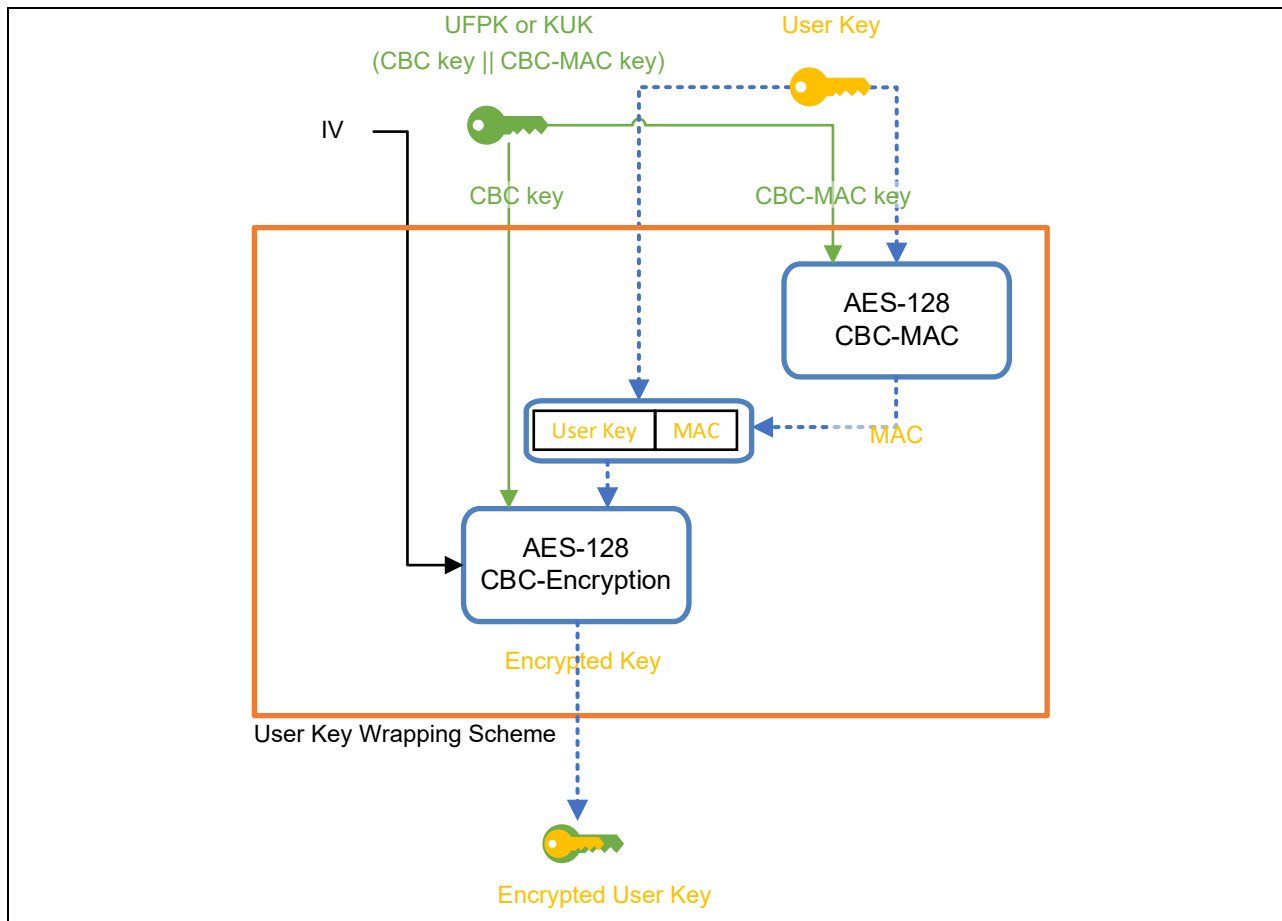 UFPK or KUK
(CBC key || CBC-MAC key)
User Key
IV
CBC key
CBC-MAC key
AES-128
CBC-MAC
User Key
MAC
MAC
AES-128
CBC-Encryption
Encrypted Key
User Key Wrapping Scheme
Encrypted User Key